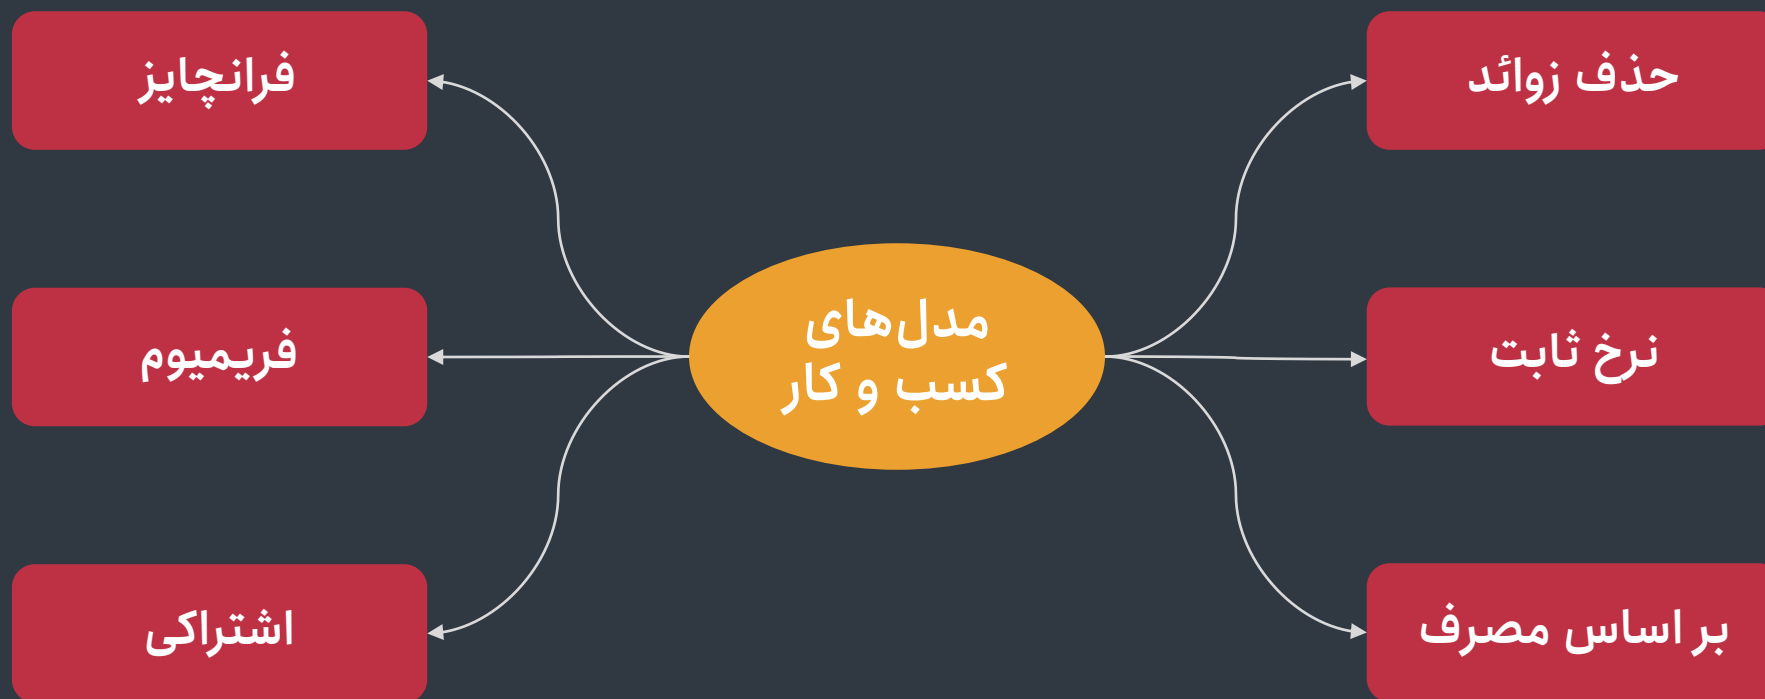 مدل‌های
کسب و کار
حذف زوائد
نرخ ثابت
بر اساس مصرف
فرانچایز
فریمیوم
اشتراکی